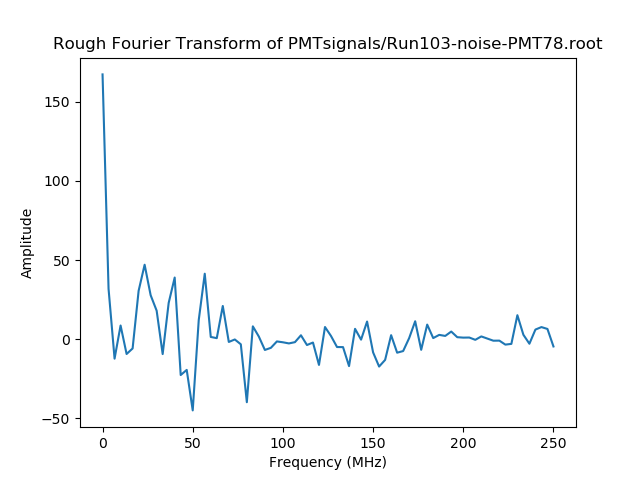 Rough Fourier Transform of PMTsignals/Run103-noise-PMT78.root
150
100
50
0
−50
Amplitude
0 50 100 150 200 250
Frequency (MHz)